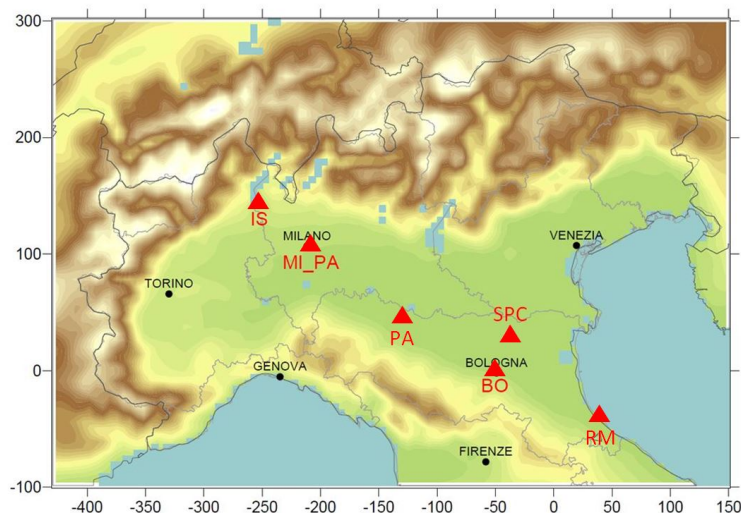 300
200
IS
MILANO
MI_PA
VENEZIA
100
TORINO
SPC
PA
GENOVA
BOLOGNA
BO
0
RM
FIRENZE
-100
-400 -350 -300 -250 -200 -150 -100 -50 0 50 100 150